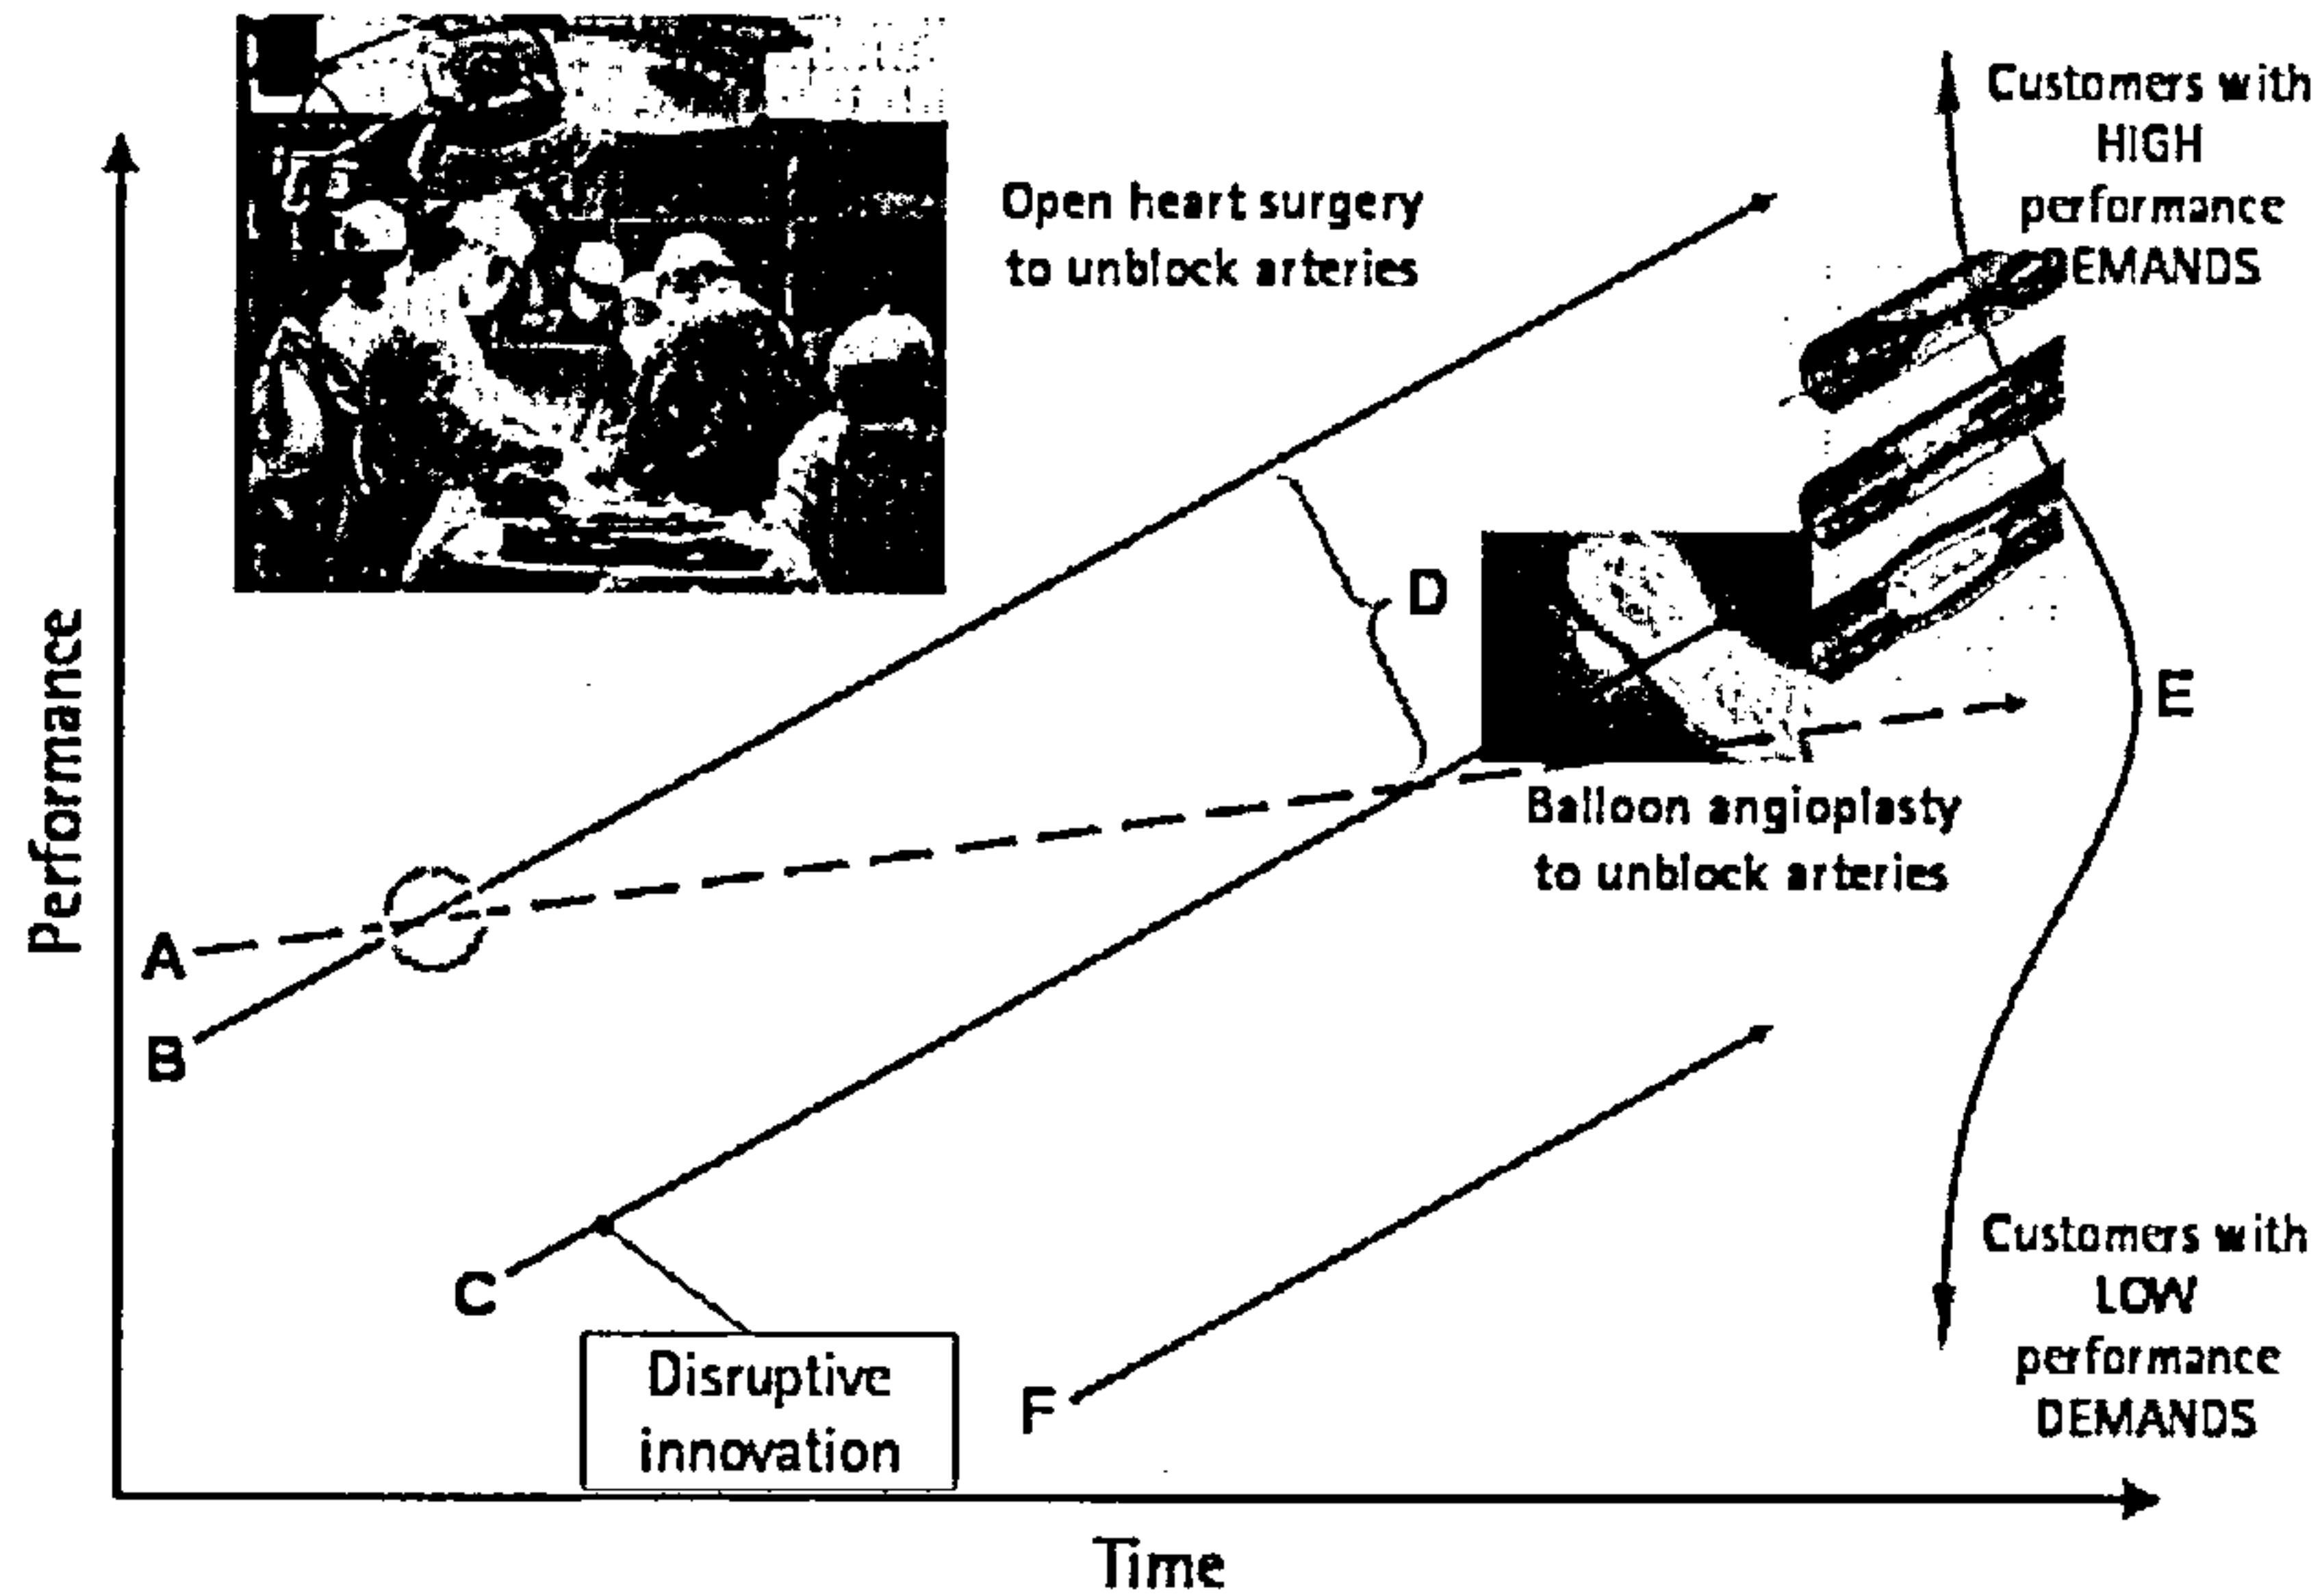 Customers with
HIGH
performance
DEMANDS
Open heart surgery
to unblock arteries
D
E
Performance
Balloon angioplasty
to unblock arteries
A
B
C
Disruptive
innovation
F
Customers with
LOW
performance
DEMANDS
Time